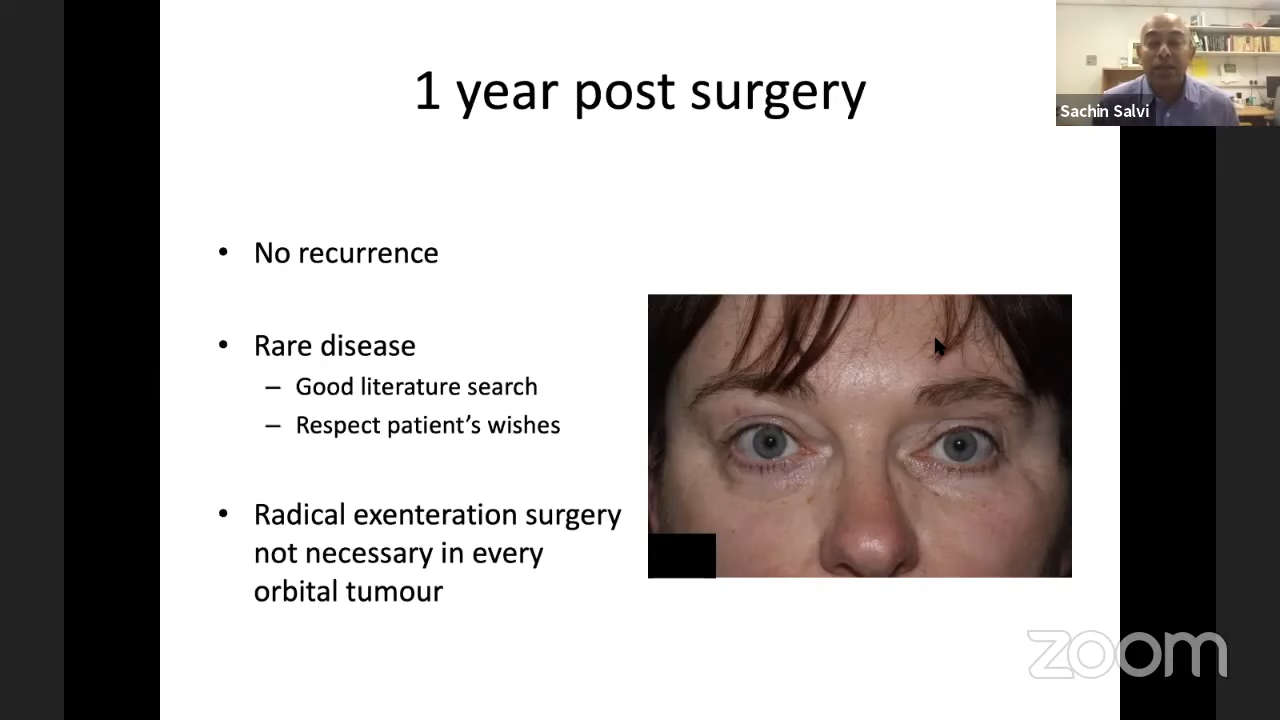 1 year post surgery
Sachin Salvi
• No recurrence
• Rare disease
– Good literature search
– Respect patient’s wishes
• Radical exenteration surgery
not necessary in every
orbital tumour
zoom